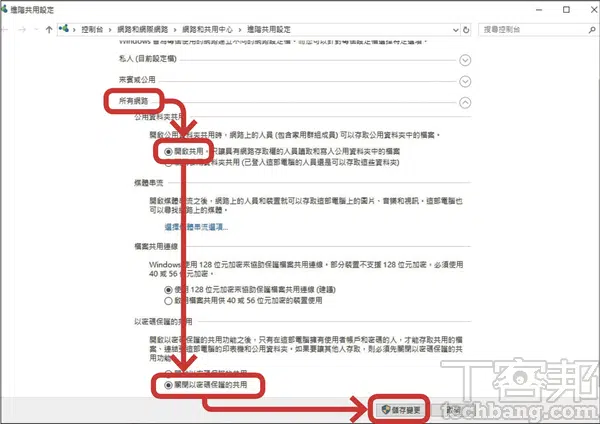 進階共用設定
控制台 › 網路和網際網路 › 網路和共用中心 › 進階共用設定
搜尋控制台
私人 (目前設定檔)
來賓或公用
所有網路
公用資料夾共用
開啟公用資料夾共用時，網路上的人員 (包含家用群組成員) 可以存取公用資料夾中的檔案。
開啟共用，只讓具有網路存取權的人員讀取和寫入公用資料夾中的檔案
資料夾共用 (已登入這部電腦的人員還是可以存取這些資料夾)
媒體串流
開啟媒體串流之後，網路上的人員和裝置就可以存取這部電腦上的圖片、音樂和視訊。這部電腦也
可以尋找網路上的媒體。
選擇媒體串流選項...
檔案共用連線
Windows 使用 128 位元加密來協助保護檔案共用連線。部分裝置不支援 128 位元加密，必須使用
40 或 56 位元加密。
使用 128 位元加密來協助保護檔案共用連線 (建議)
啟用檔案共用供 40 或 56 位元加密的裝置使用
以密碼保護的共用
開啟以密碼保護的共用功能之後，只有在這部電腦擁有使用者帳戶和密碼的人，才能存取共用的檔
案、連結至這部電腦的印表機和公用資料夾。如果要讓其他人存取，則必須先關閉以密碼保護的共
用功能。
以密碼保護的共用
關閉以密碼保護的共用
儲存變更
取消
T客邦
techbang.com